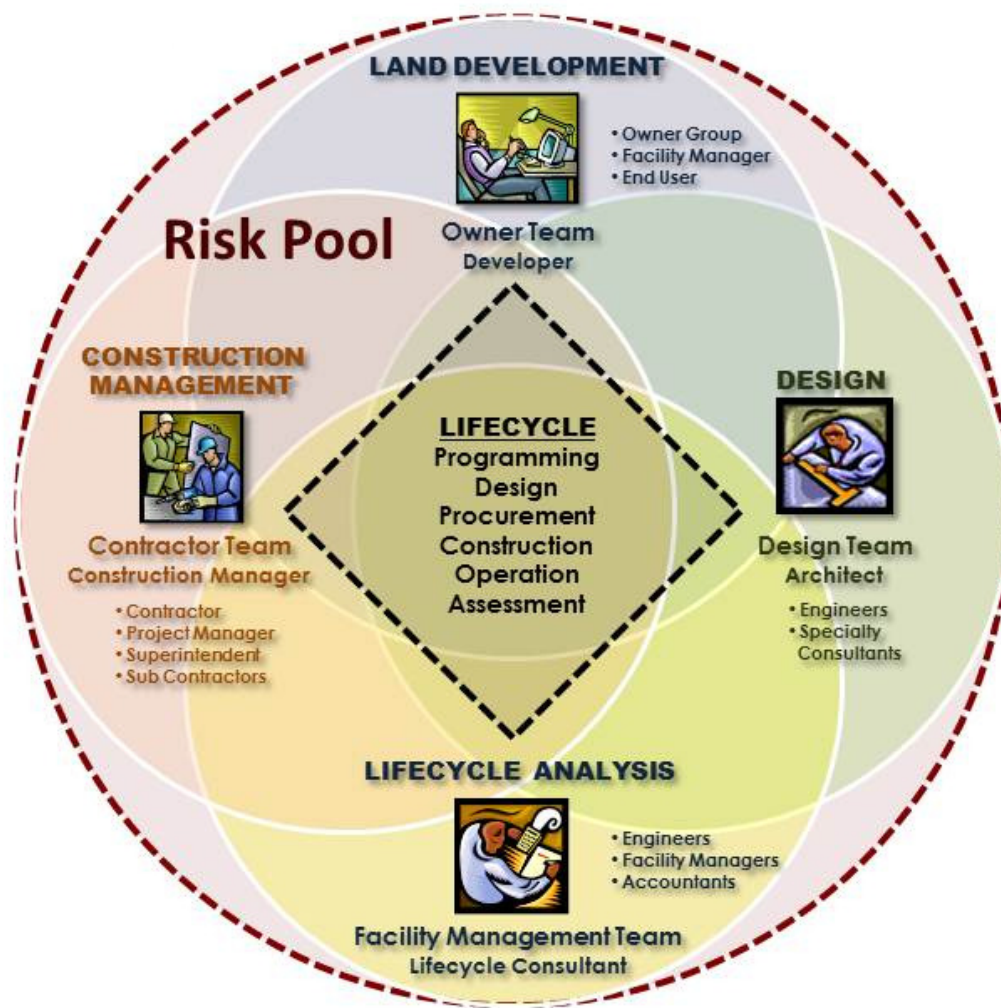 LAND DEVELOPMENT
• Owner Group
• Facility Manager
• End User
Owner Team
Developer
Risk Pool
CONSTRUCTION
MANAGEMENT
Contractor Team
Construction Manager
• Contractor
• Project Manager
• Superintendent
• Sub Contractors
LIFECYCLE
Programming
Design
Procurement
Construction
Operation
Assessment
DESIGN
Design Team
Architect
• Engineers
• Specialty
Consultants
LIFECYCLE ANALYSIS
• Engineers
• Facility Managers
• Accountants
Facility Management Team
Lifecycle Consultant